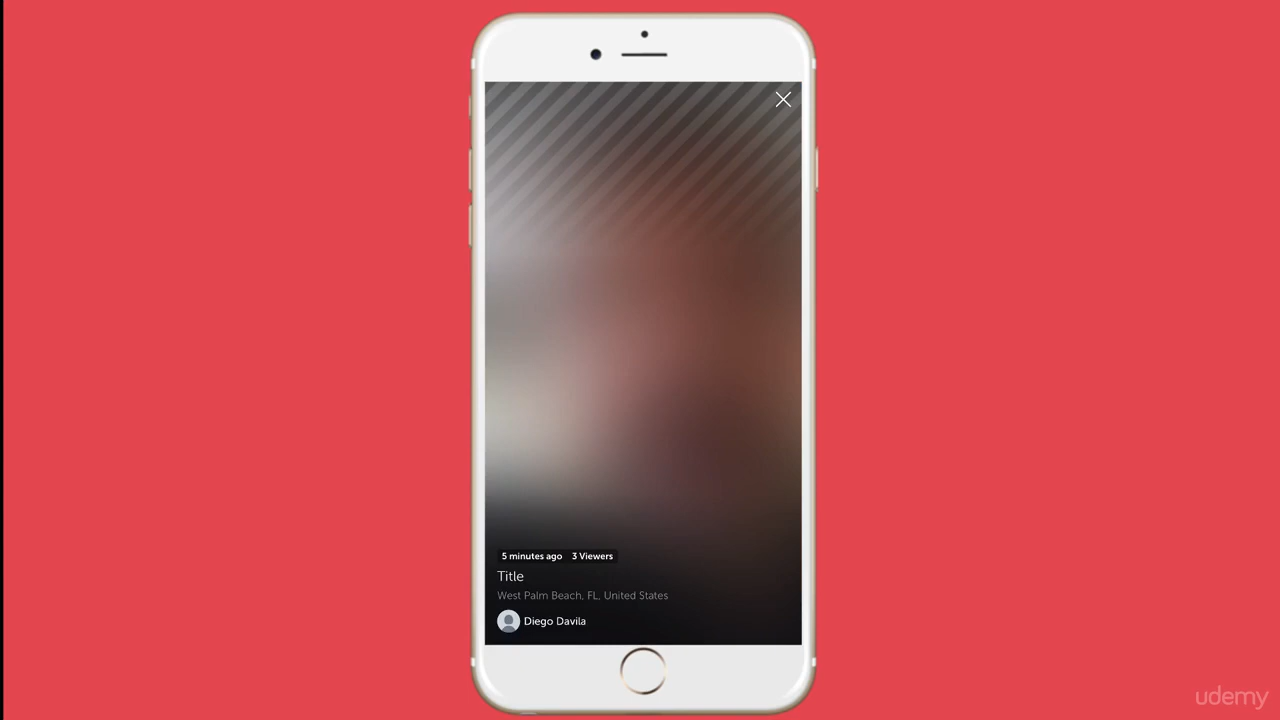 5 minutes ago 3 Viewers
Title
West Palm Beach, FL, United States
Diego Davila
udemy